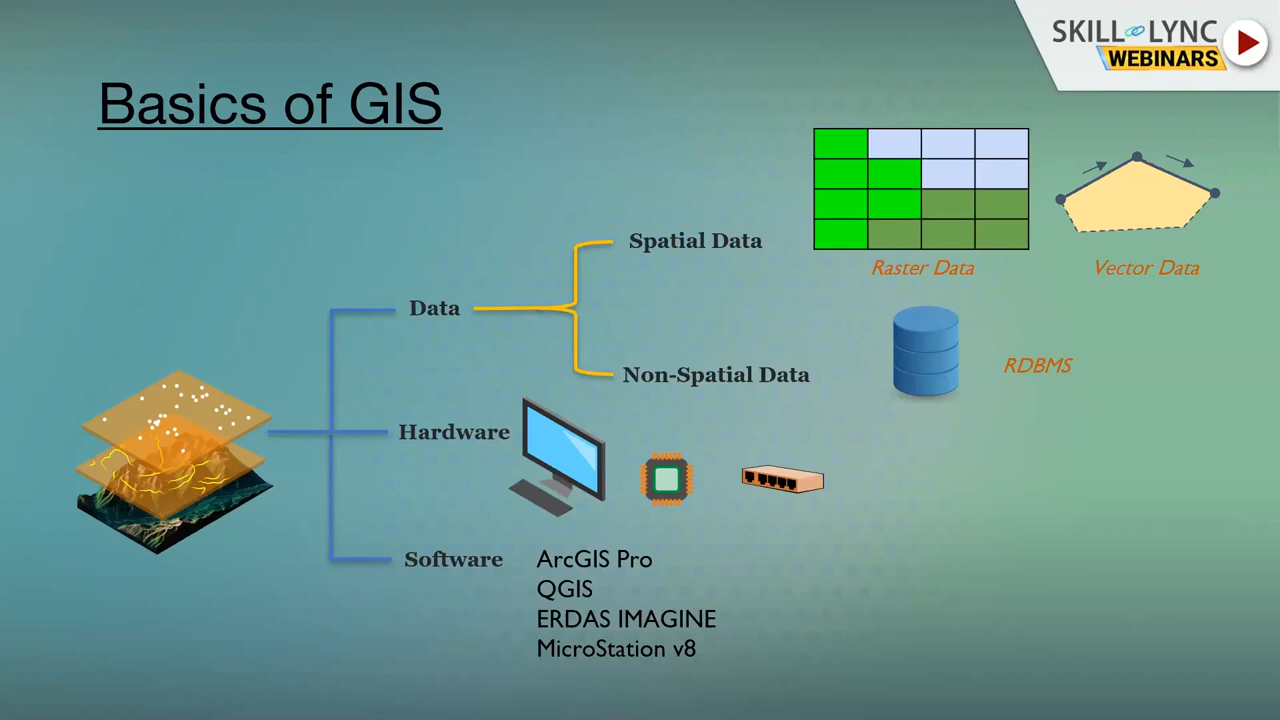 SKILL LYNC
WEBINARS
Basics of GIS
Spatial Data
Raster Data
Vector Data
Data
Non-Spatial Data
RDBMS
Hardware
Software
ArcGIS Pro
QGIS
ERDAS IMAGINE
MicroStation v8